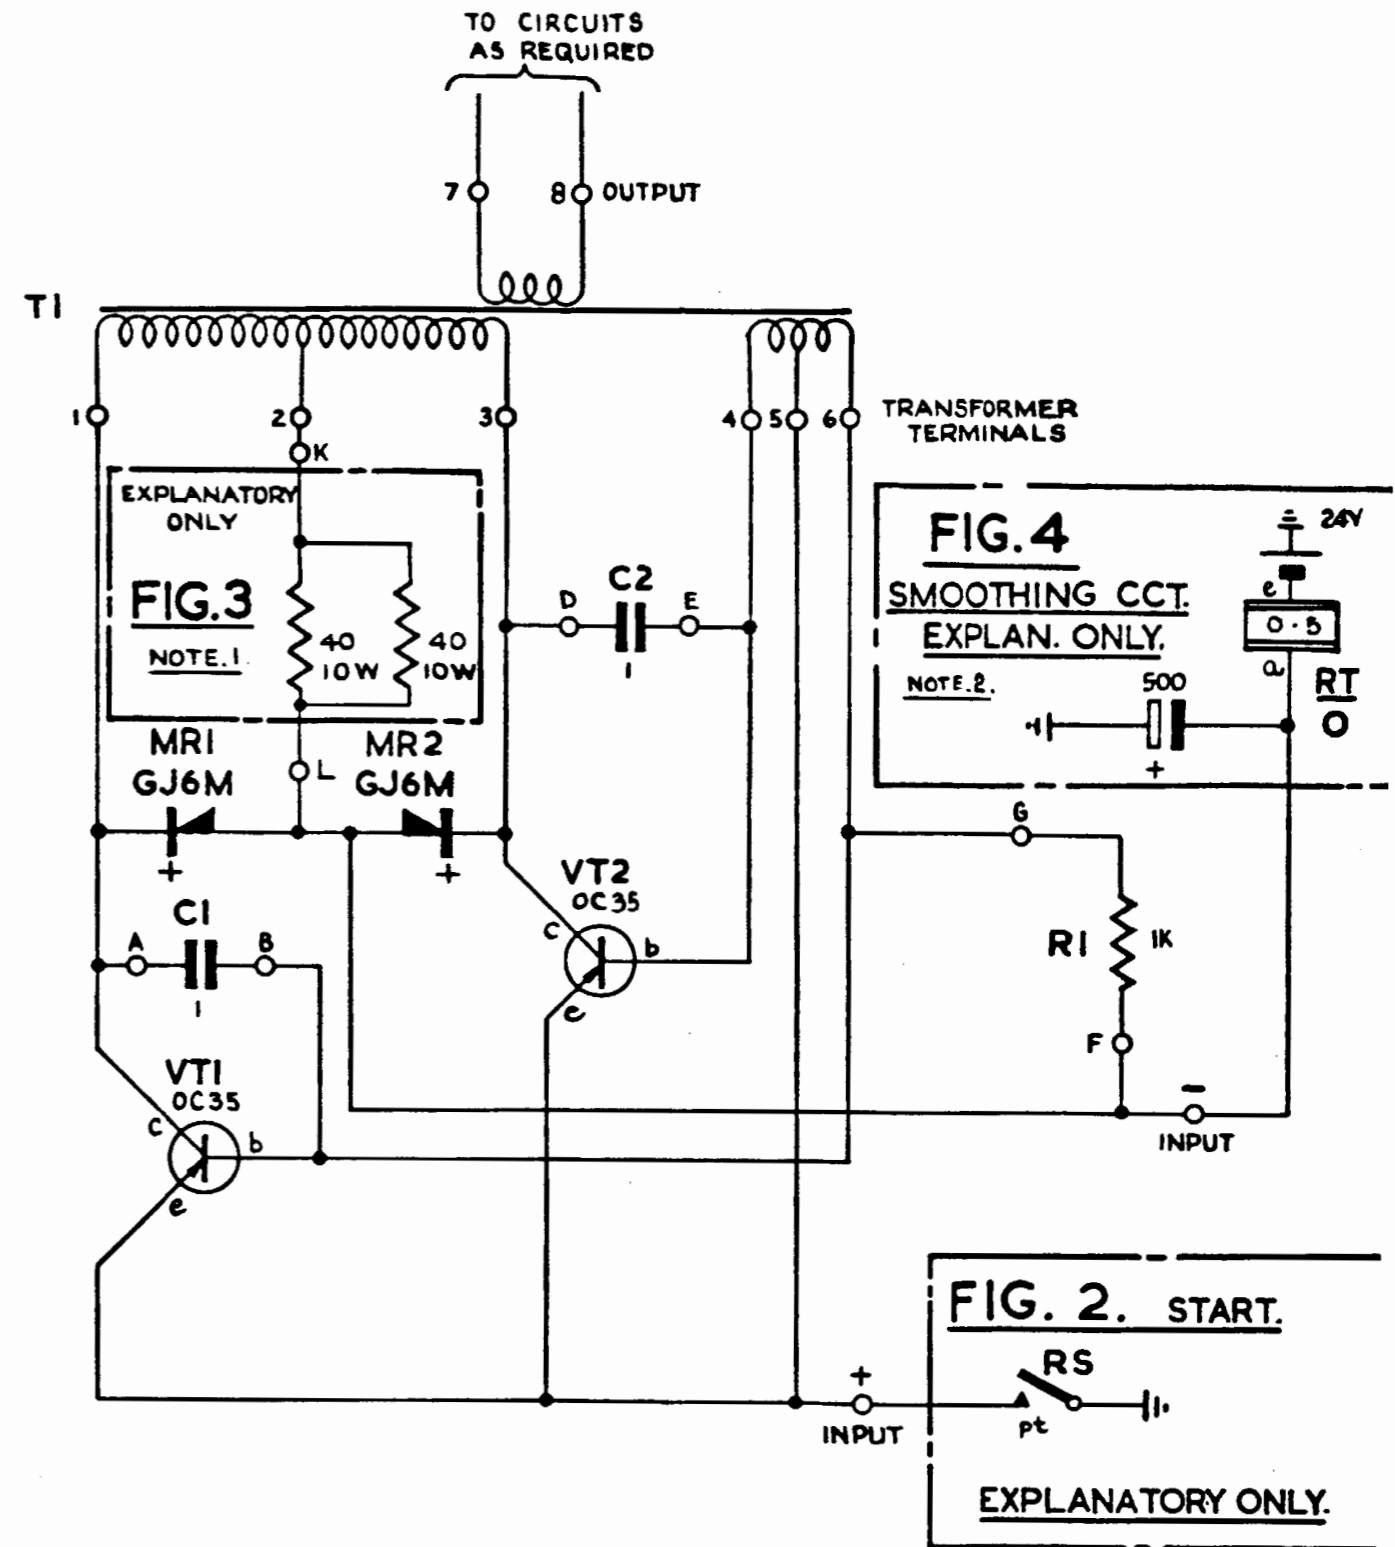 TO CIRCUITS
AS REQUIRED
7
8 OUTPUT
T1
1
2
3
4
5
6
TRANSFORMER
TERMINALS
K
EXPLANATORY
ONLY
FIG.3
NOTE.1.
40
10W
40
10W
L
C2
D
E
1
FIG.4
SMOOTHING CCT.
EXPLAN. ONLY.
NOTE.2.
24V
e
0·5
a
RT
O
500
+
MR1
GJ6M
+
MR2
GJ6M
+
G
R1
1K
F
VT2
OC35
c
b
e
C1
A
B
1
VT1
OC35
c
b
e
-
INPUT
+
INPUT
FIG. 2. START.
RS
pt
EXPLANATORY ONLY.